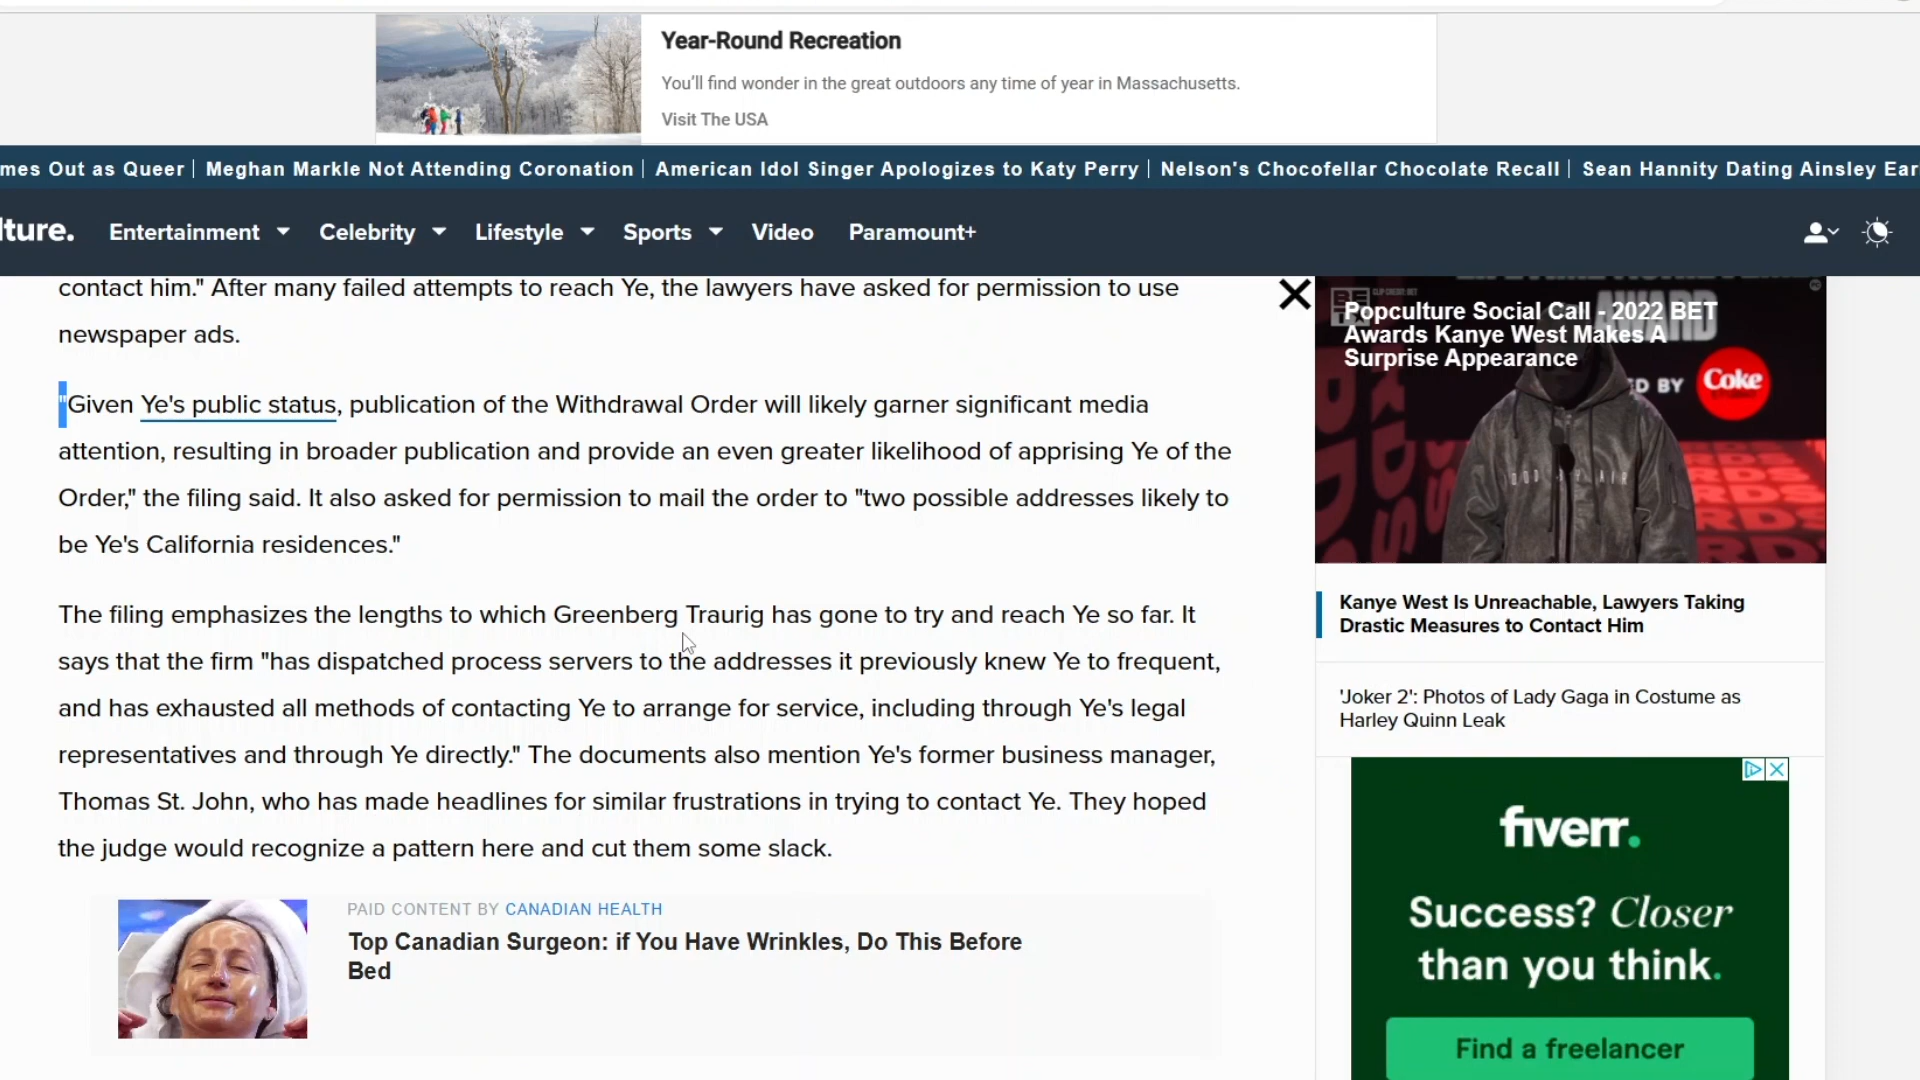 Year-Round Recreation
You'll find wonder in the great outdoors any time of year in Massachusetts.
Visit The USA
mes Out as Queer | Meghan Markle Not Attending Coronation | American Idol Singer Apologizes to Katy Perry | Nelson's Chocofellar Chocolate Recall | Sean Hannity Dating Ainsley Ear
lture. Entertainment Celebrity Lifestyle Sports Video Paramount+
contact him." After many failed attempts to reach Ye, the lawyers have asked for permission to use
newspaper ads.
"Given Ye's public status, publication of the Withdrawal Order will likely garner significant media
attention, resulting in broader publication and provide an even greater likelihood of apprising Ye of the
Order," the filing said. It also asked for permission to mail the order to "two possible addresses likely to
be Ye's California residences."
The filing emphasizes the lengths to which Greenberg Traurig has gone to try and reach Ye so far. It
says that the firm "has dispatched process servers to the addresses it previously knew Ye to frequent,
and has exhausted all methods of contacting Ye to arrange for service, including through Ye's legal
representatives and through Ye directly." The documents also mention Ye's former business manager,
Thomas St. John, who has made headlines for similar frustrations in trying to contact Ye. They hoped
the judge would recognize a pattern here and cut them some slack.
PAID CONTENT BY CANADIAN HEALTH
Top Canadian Surgeon: if You Have Wrinkles, Do This Before
Bed
BET
CLIP CREDIT: BET
AWARD
Popculture Social Call - 2022 BET
Awards Kanye West Makes A
Surprise Appearance
D BY Coke
Kanye West Is Unreachable, Lawyers Taking
Drastic Measures to Contact Him
'Joker 2': Photos of Lady Gaga in Costume as
Harley Quinn Leak
fiverr.
Success? Closer
than you think.
Find a freelancer